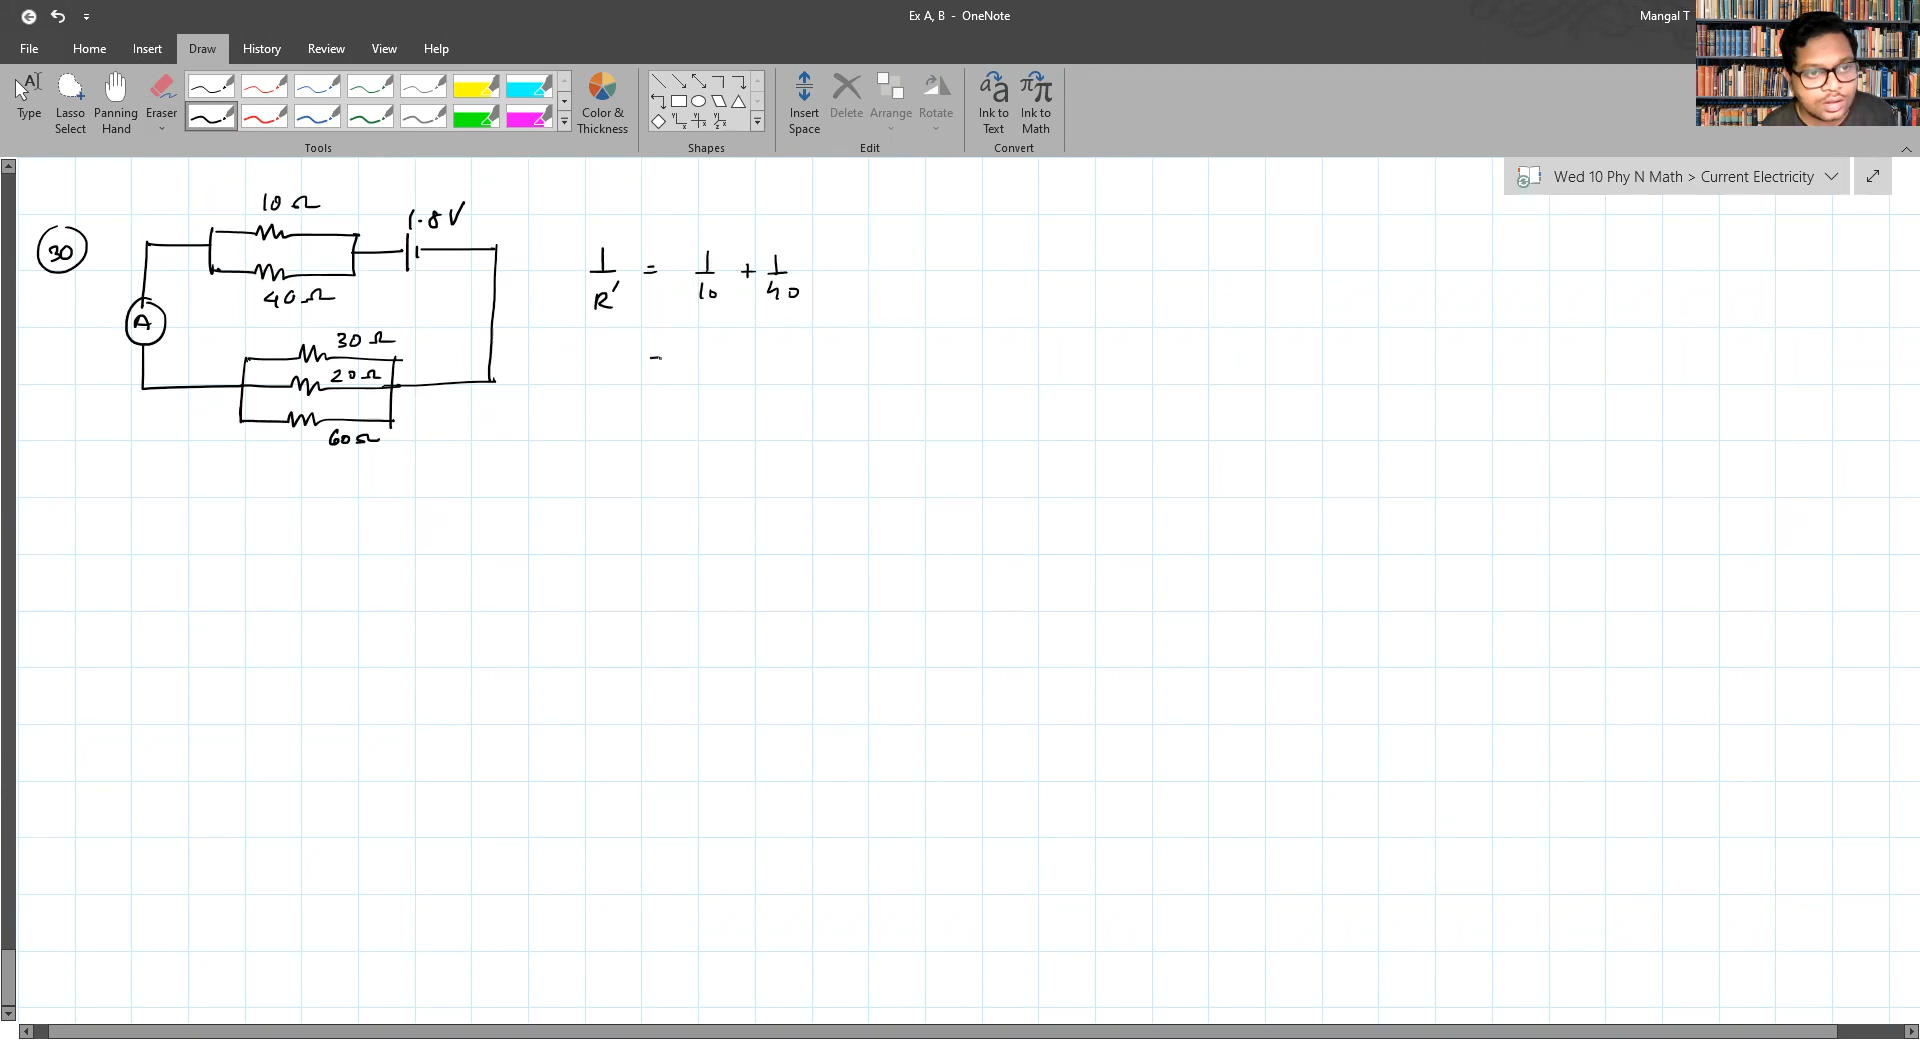 Ex A, B - OneNote
Mangal T
File Home Insert Draw History Review View Help
Type
Lasso Select
Panning Hand
Eraser
Color & Thickness
Insert Space
Delete
Arrange
Rotate
Ink to Text
Ink to Math
Tools
Shapes
Edit
Convert
Wed 10 Phy N Math > Current Electricity
30
10 Ω
1.8 V
40 Ω
A
30 Ω
20 Ω
60 Ω
1/R' = 1/10 + 1/40
=